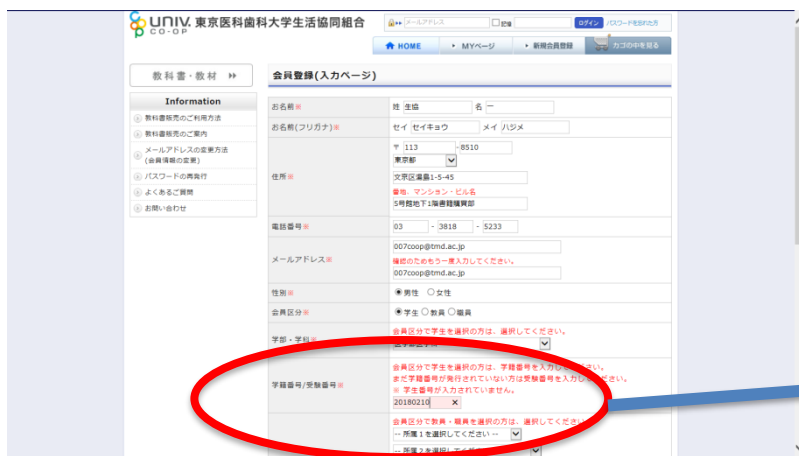 UNIV. 東京医科歯科大学生活協同組合
CO-OP
メールアドレス 記憶 ログイン パスワードを忘れた方
HOME MYページ 新規会員登録 カゴの中を見る
教科書・教材
Information
教科書販売のご利用方法
教科書販売のご案内
メールアドレスの変更方法
(会員情報の変更)
パスワードの再発行
よくあるご質問
お問い合わせ
会員登録(入力ページ)
お名前※ 姓 生協 名 一
お名前(フリガナ)※ セイ セイキョウ メイ ハジメ
住所※
〒 113 -8510
東京都
文京区湯島1-5-45
番地、マンション・ビル名
5号館地下1階書籍購買部
電話番号※ 03 - 3818 - 5233
メールアドレス※
007coop@tmd.ac.jp
確認のためもう一度入力してください。
007coop@tmd.ac.jp
性別※ 男性 女性
会員区分※ 学生 教員 職員
学部・学科※
会員区分で学生を選択の方は、選択してください。
学籍番号/受験番号※
会員区分で学生を選択の方は、学籍番号を入力してください。
まだ学籍番号が発行されていない方は受験番号を入力してください。
※ 学生番号が入力されていません。
20180210 ×
会員区分で教員・職員を選択の方は、選択してください
-- 所属1を選択してください --
-- 所属2を選択してください